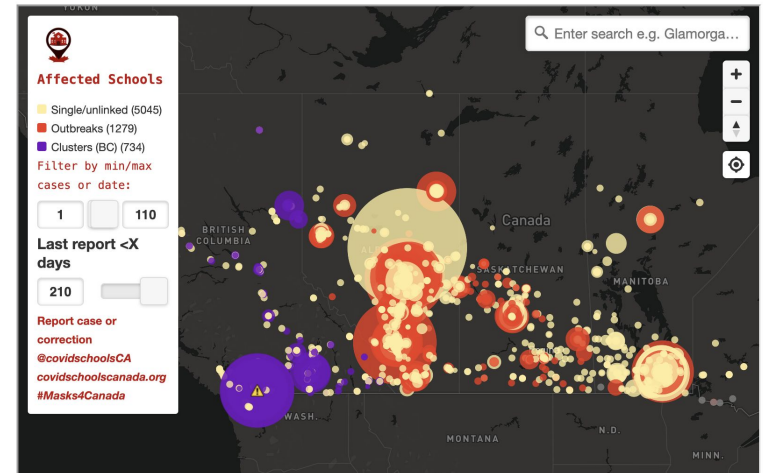 YUKON
Enter search e.g. Glamorga...
Affected Schools
Single/unlinked (5045)
Outbreaks (1279)
Clusters (BC) (734)
Filter by min/max
cases or date:
1 110
Last report <X
days
210
Report case or
correction
@covidschoolsCA
covidschoolscanada.org
#Masks4Canada
Canada
BRITISH
COLUMBIA
SASKATCHEWAN
MANITOBA
WASH.
MONTANA
N.D.
MINN.